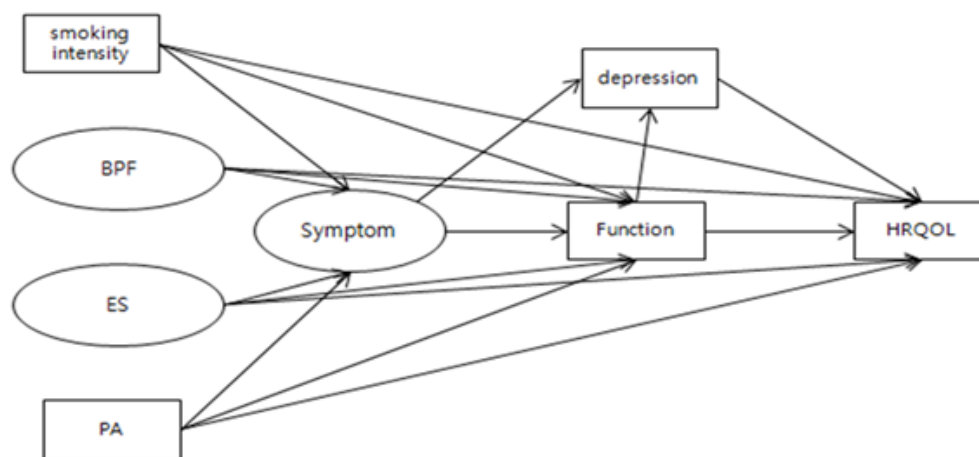 smoking
intensity
depression
BPF
Symptom
Function
HRQOL
ES
PA